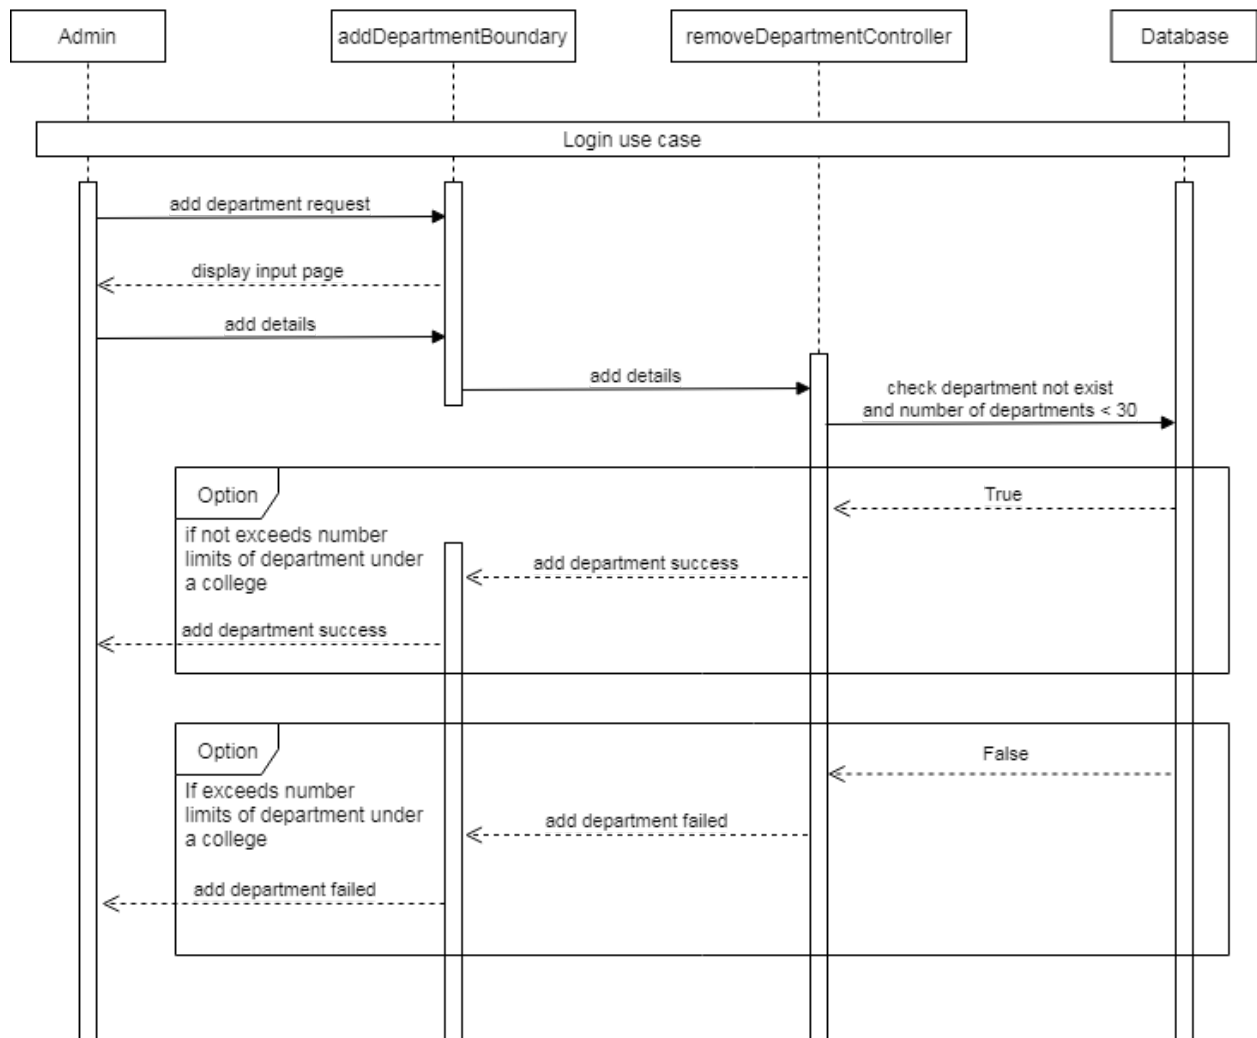 Admin
addDepartmentBoundary
removeDepartmentController
Database
Login use case
add department request
display input page
add details
add details
check department not exist
and number of departments < 30
Option
True
if not exceeds number
limits of department under
a college
add department success
add department success
Option
False
If exceeds number
limits of department under
a college
add department failed
add department failed